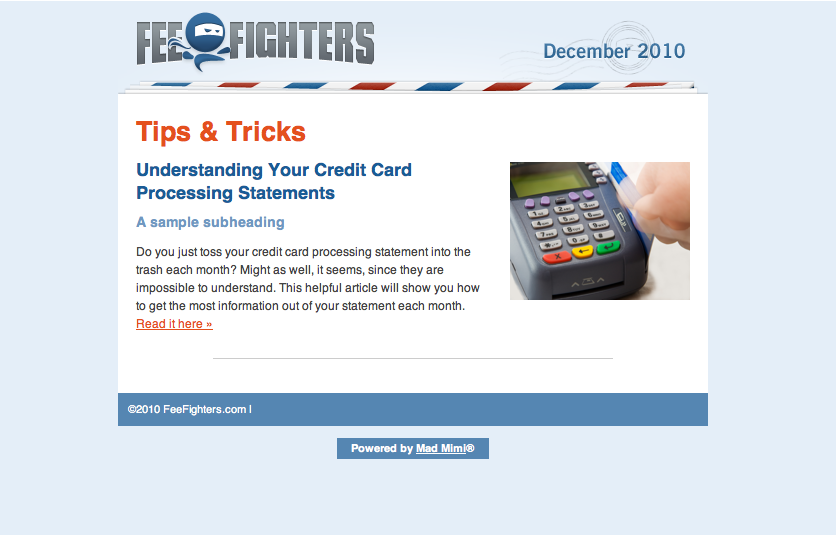 FEEFIGHTERS
December 2010
Tips & Tricks
Understanding Your Credit Card
Processing Statements
A sample subheading
Do you just toss your credit card processing statement into the
trash each month? Might as well, it seems, since they are
impossible to understand. This helpful article will show you how
to get the most information out of your statement each month.
Read it here »
©2010 FeeFighters.com |
Powered by Mad Mimi®